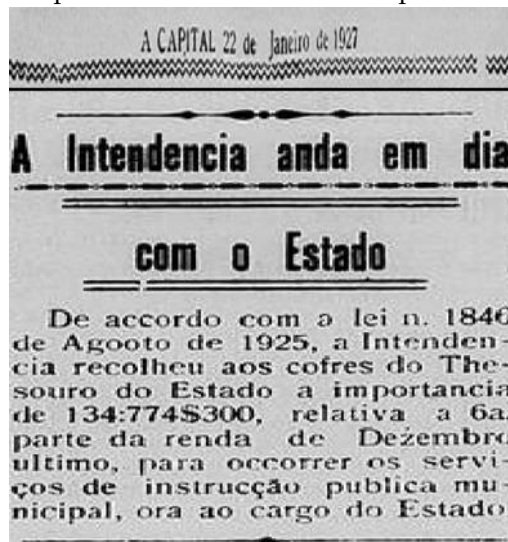 A CAPITAL 22 de Janeiro de 1927
A Intendencia anda em dia
com o Estado
De accordo com a lei n. 1846
de Agooto de 1925, a Intenden-
cia recolheu aos cofres do The-
souro do Estado a importancia
de 134:774$300, relativa a 6a.
parte da renda de Dezembro
ultimo, para occorrer os servi-
ços de instrucção publica mu-
nicipal, ora ao cargo do Estado